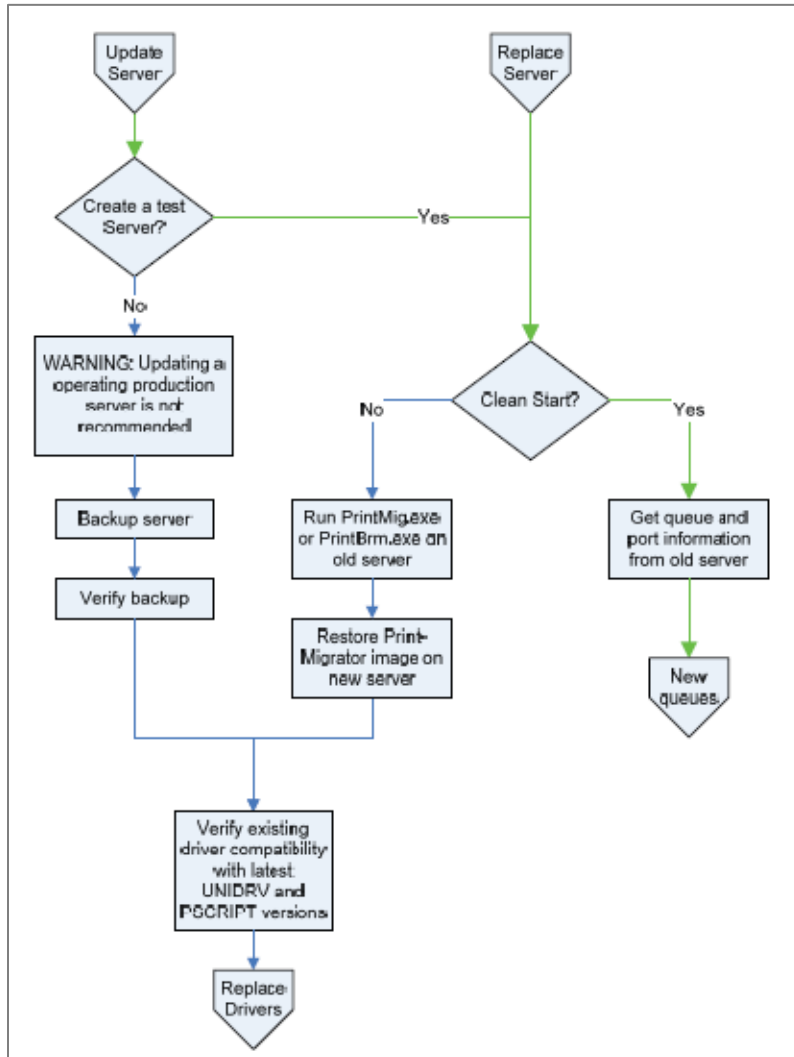 Update
Server
Replace
Server
Create a test
Server?
Yes
No
WARNING: Updating a
operating production
server is not
recommended
Clean Start?
No
Yes
Backup server
Run PrintMig.exe
or PrintBrm.exe on
old server
Get queue and
port information
from old server
Verify backup
Restore Print-
Migrator image on
new server
New
queues
Verify existing
driver compatibility
with latest
UNIDRV and
PSCRIPT versions
Replace
Drivers